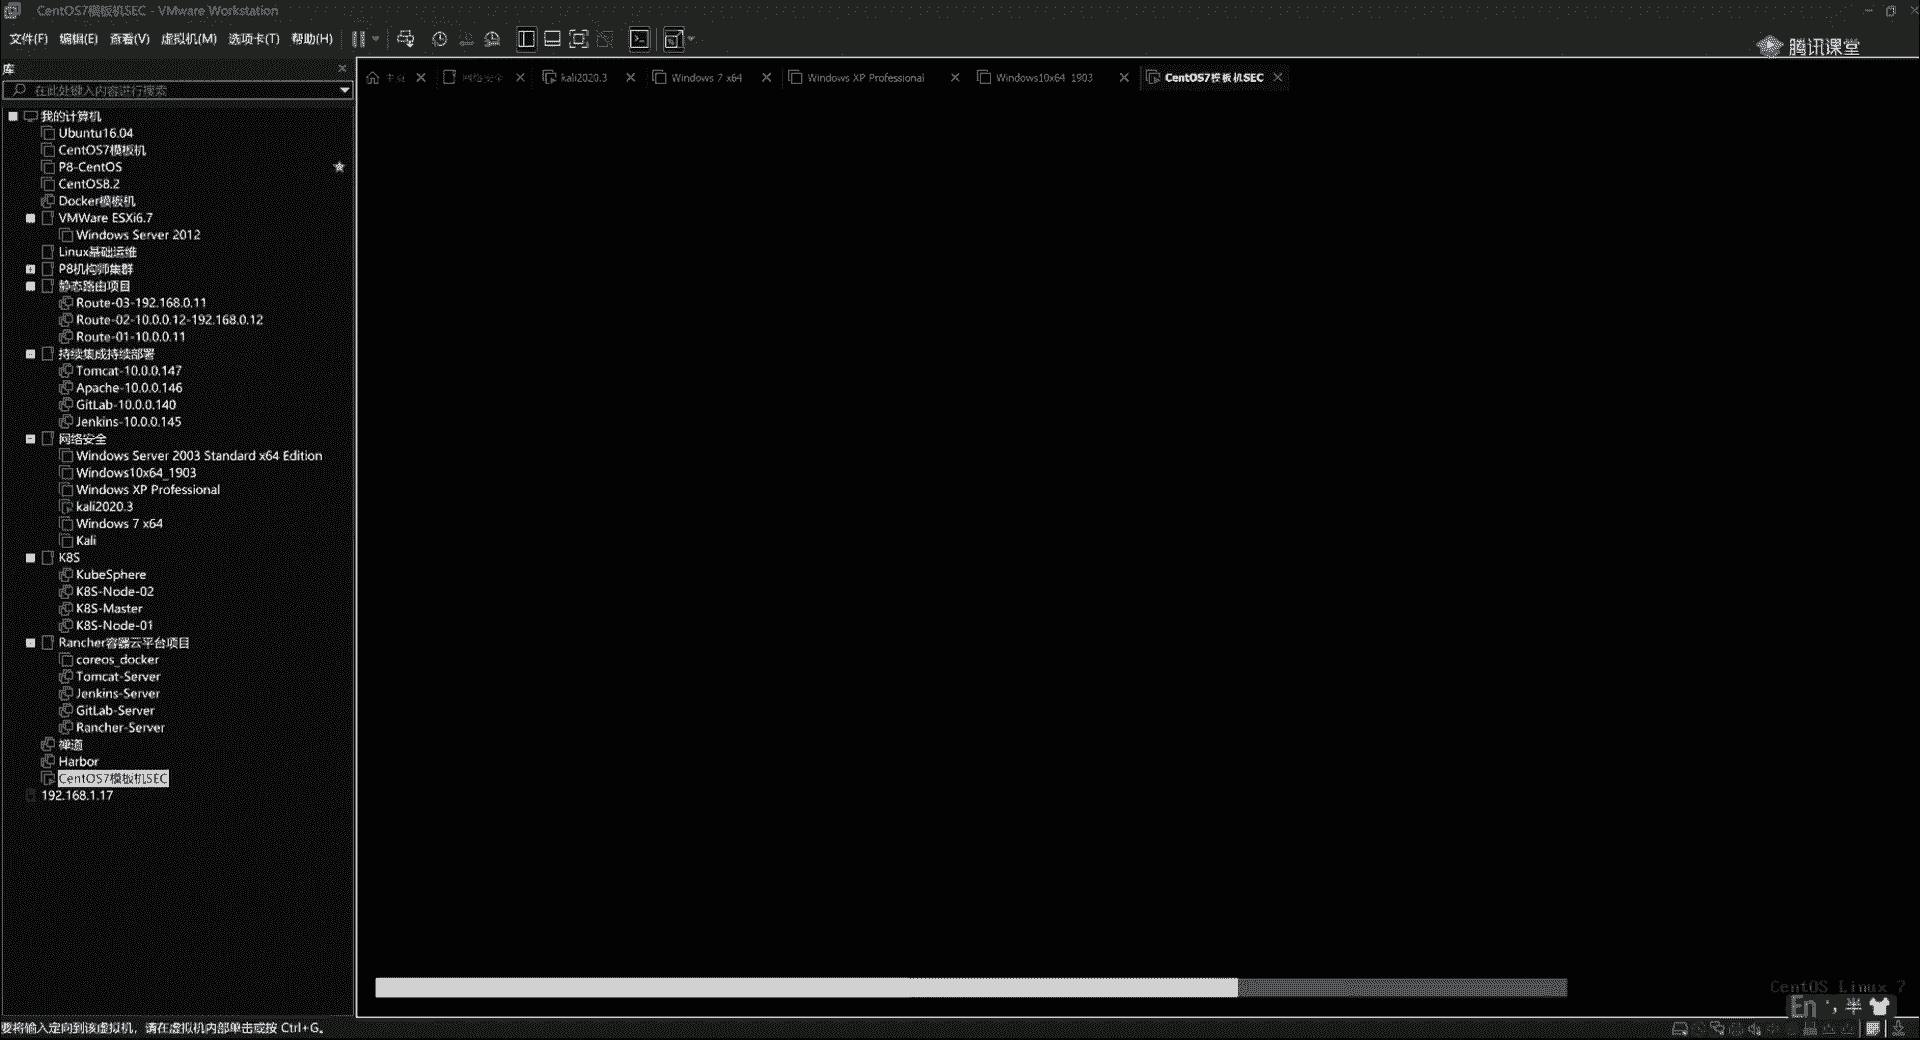 CentOS7模板机SEC - VMware Workstation
文件(F) 编辑(E) 查看(V) 虚拟机(M) 选项卡(T) 帮助(H)
腾讯课堂
库
在此处键入内容进行搜索
主页 网络安全 kali2020.3 Windows 7 x64 Windows XP Professional Windows10x64_1903 CentOS7模板机SEC
我的计算机
Ubuntu16.04
CentOS7模板机
P8-CentOS
CentOS8.2
Docker模板机
VMWare ESXi6.7
Windows Server 2012
Linux基础运维
P8机构师集群
静态路由项目
Route-03-192.168.0.11
Route-02-10.0.0.12-192.168.0.12
Route-01-10.0.0.11
持续集成持续部署
Tomcat-10.0.0.147
Apache-10.0.0.146
GitLab-10.0.0.140
Jenkins-10.0.0.145
网络安全
Windows Server 2003 Standard x64 Edition
Windows10x64_1903
Windows XP Professional
kali2020.3
Windows 7 x64
Kali
K8S
KubeSphere
K8S-Node-02
K8S-Master
K8S-Node-01
Rancher容器云平台项目
coreos_docker
Tomcat-Server
Jenkins-Server
GitLab-Server
Rancher-Server
禅道
Harbor
CentOS7模板机SEC
192.168.1.17
CentOS Linux 7
En 半
要将输入定向到该虚拟机，请在虚拟机内部单击或按 Ctrl+G。